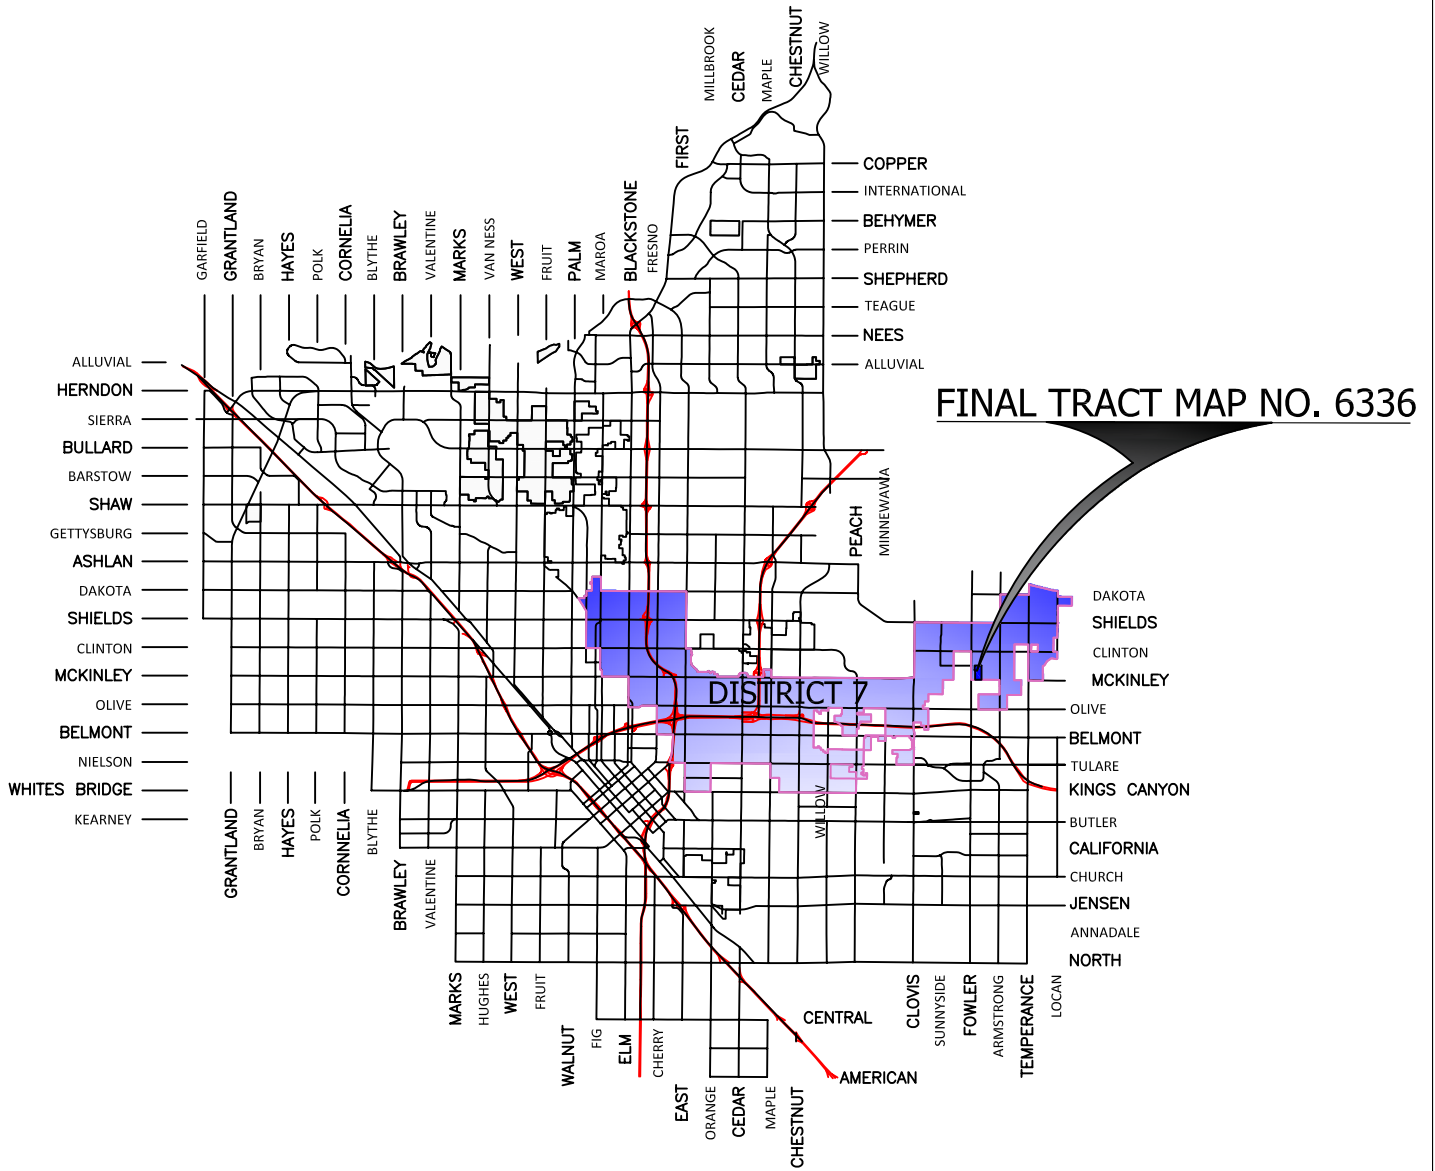 MILLBROOK
CEDAR
MAPLE
CHESTNUT
WILLOW
FIRST
COPPER
INTERNATIONAL
BEHYMER
PERRIN
SHEPHERD
TEAGUE
NEES
ALLUVIAL
GARFIELD
GRANTLAND
BRYAN
HAYES
POLK
CORNELIA
BLYTHE
BRAWLEY
VALENTINE
MARKS
VAN NESS
WEST
FRUIT
PALM
MAROA
BLACKSTONE
FRESNO
ALLUVIAL
HERNDON
SIERRA
BULLARD
BARSTOW
SHAW
GETTYSBURG
ASHLAN
DAKOTA
SHIELDS
CLINTON
MCKINLEY
OLIVE
BELMONT
NIELSON
WHITES BRIDGE
KEARNEY
FINAL TRACT MAP NO. 6336
PEACH
MINNEWAWA
DISTRICT 7
DAKOTA
SHIELDS
CLINTON
MCKINLEY
OLIVE
BELMONT
TULARE
KINGS CANYON
BUTLER
CALIFORNIA
CHURCH
JENSEN
ANNADALE
NORTH
WILLOW
GRANTLAND
BRYAN
HAYES
POLK
CORNNELIA
BLYTHE
BRAWLEY
VALENTINE
MARKS
HUGHES
WEST
FRUIT
WALNUT
FIG
ELM
CHERRY
EAST
ORANGE
CEDAR
MAPLE
CHESTNUT
CENTRAL
AMERICAN
CLOVIS
SUNNYSIDE
FOWLER
ARMSTRONG
TEMPERANCE
LOCAN